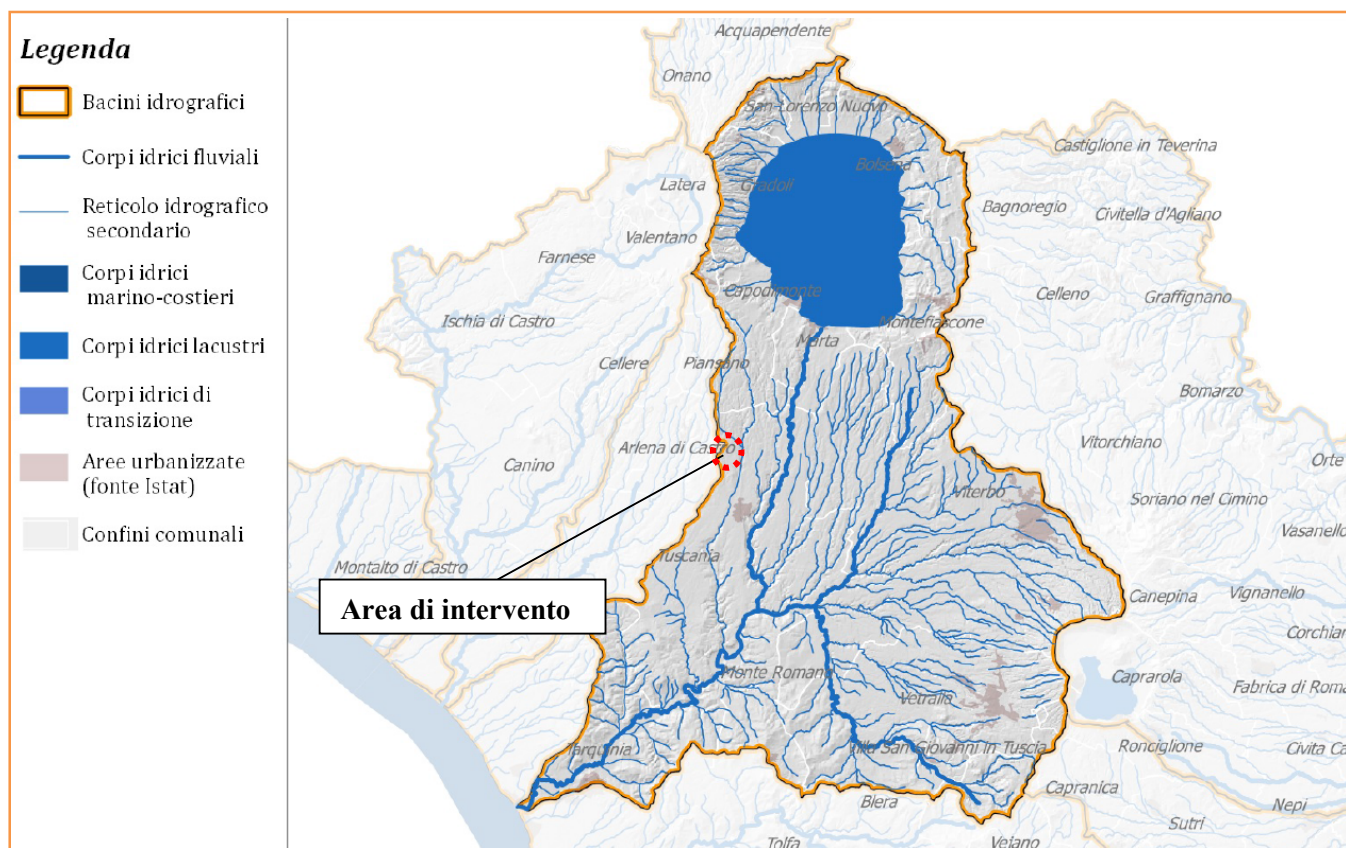 Legenda
Bacini idrografici
Corpi idrici fluviali
Reticolo idrografico
secondario
Corpi idrici
marino-costieri
Corpi idrici lacustri
Corpi idrici di
transizione
Aree urbanizzate
(fonte Istat)
Confini comunali
Acquapendente
Onano
San Lorenzo Nuovo
Castiglione in Teverina
Bolsena
Latera
Gradoli
Bagnoregio
Civitella d'Agliano
Valentano
Farnese
Capodimonte
Celleno
Graffignano
Ischia di Castro
Montefiascone
Marta
Cellere
Piansano
Bomarzo
Arlena di Castro
Vitorchiano
Canino
Orte
Viterbo
Soriano nel Cimino
Vasanello
Tuscania
Montalto di Castro
Area di intervento
Canepina
Vignanello
Corchian
Monte Romano
Caprarola
Vetralla
Fabrica di Roma
Tarquinia
Villa San Giovanni in Tuscia
Ronciglione
Civita Ca
Capranica
Blera
Nepi
Sutri
Tolfa
Vejano